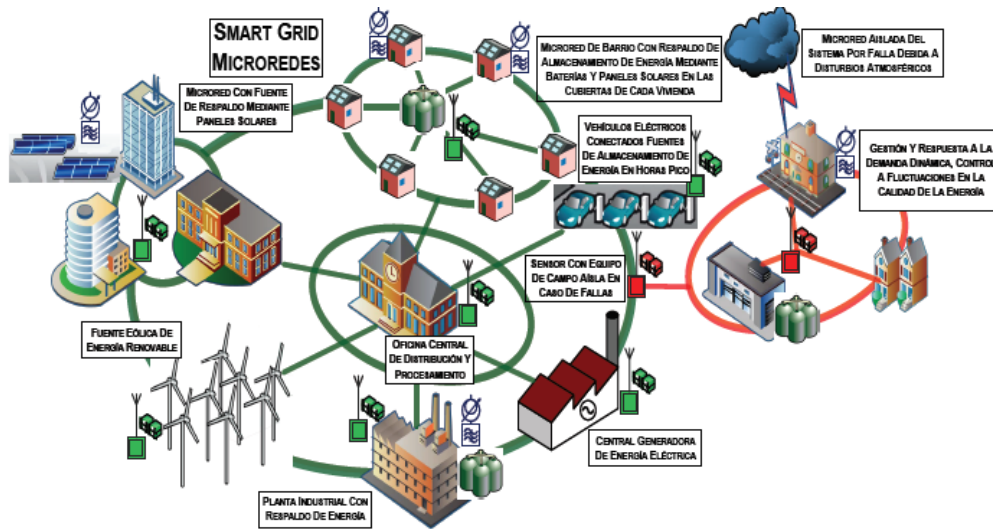 SMART GRID
MICROREDES
MICRORED CON FUENTE
DE RESPALDO MEDIANTE
PANELES SOLARES
MICRORED DE BARRIO CON RESPALDO DE
ALMACENAMIENTO DE ENERGÍA MEDIANTE
BATERÍAS Y PANELES SOLARES EN LAS
CUBIERTAS DE CADA VIVIENDA
MICRORED AISLADA DEL
SISTEMA POR FALLA DEBIDA A
DISTURBIOS ATMOSFÉRICOS
VEHÍCULOS ELÉCTRICOS
CONECTADOS FUENTES
DE ALMACENAMIENTO DE
ENERGÍA EN HORAS PICO
GESTIÓN Y RESPUESTA A LA
DEMANDA DINÁMICA, CONTROL
A FLUCTUACIONES EN LA
CALIDAD DE LA ENERGÍA
SENSOR CON EQUIPO
DE CAMPO AÍSLA EN
CASO DE FALLAS
FUENTE EÓLICA DE
ENERGÍA RENOVABLE
OFICINA CENTRAL
DE DISTRIBUCIÓN Y
PROCESAMIENTO
CENTRAL GENERADORA
DE ENERGÍA ELÉCTRICA
PLANTA INDUSTRIAL CON
RESPALDO DE ENERGÍA